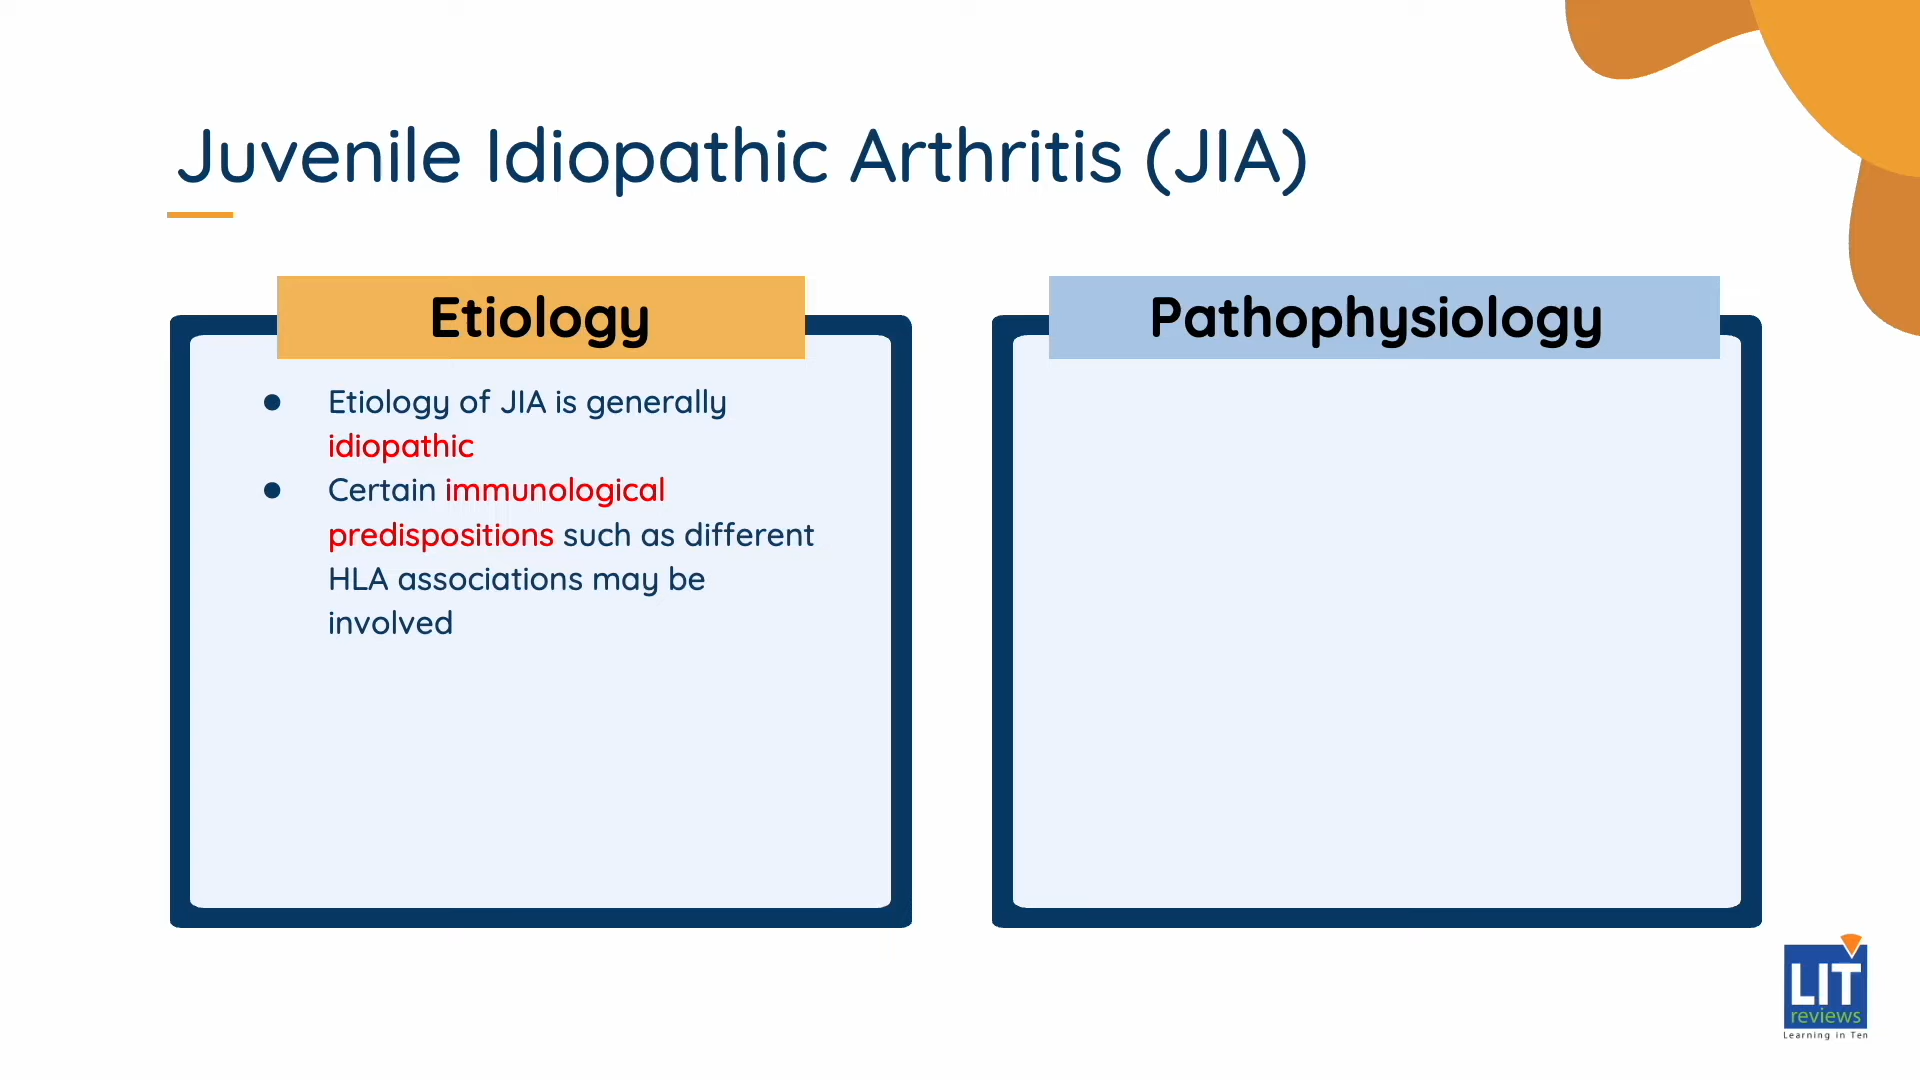 Juvenile Idiopathic Arthritis (JIA)
Etiology
● Etiology of JIA is generally
idiopathic
● Certain immunological
predispositions such as different
HLA associations may be
involved
Pathophysiology
LIT
reviews
Learning in Ten